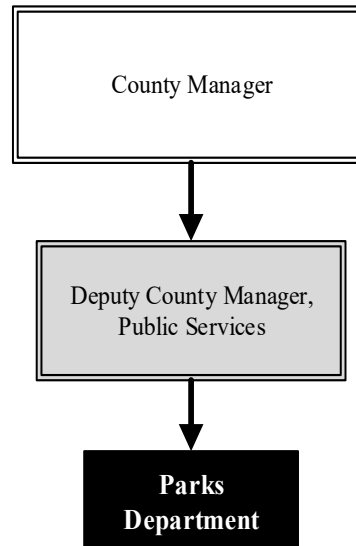 County Manager
Deputy County Manager,
Public Services
Parks
Department